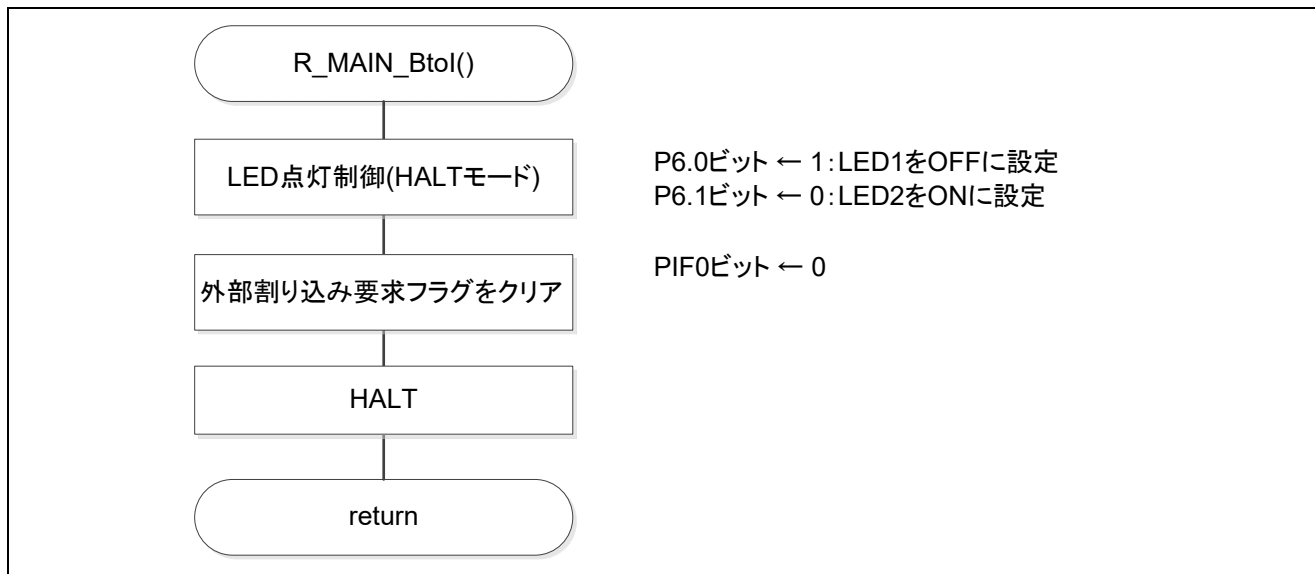 R_MAIN_BtoI()
LED点灯制御(HALTモード)
P6.0ビット ← 1:LED1をOFFに設定
P6.1ビット ← 0:LED2をONに設定
外部割り込み要求フラグをクリア
PIF0ビット ← 0
HALT
return